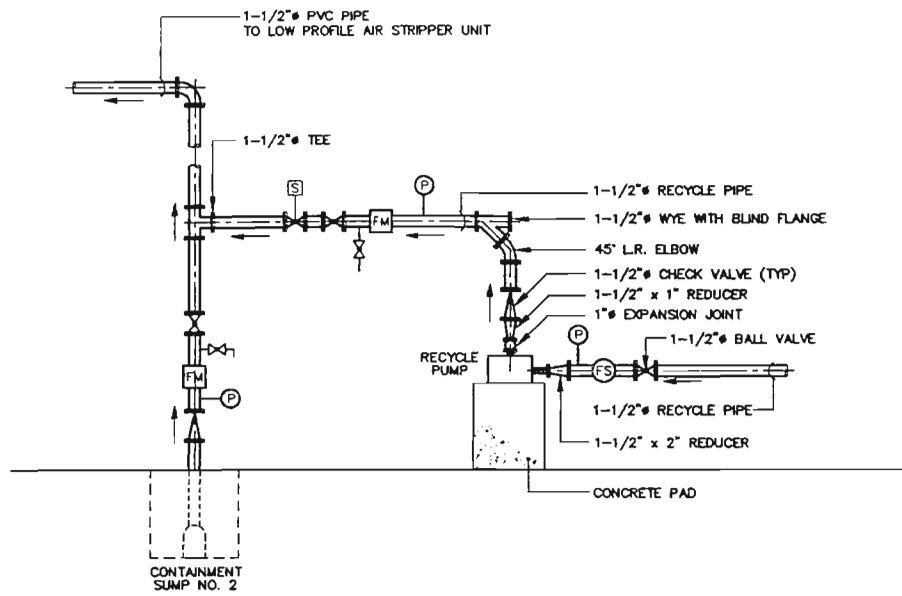 1-1/2"ø PVC PIPE
TO LOW PROFILE AIR STRIPPER UNIT
1-1/2"ø TEE
S
P
FM
1-1/2"ø RECYCLE PIPE
1-1/2"ø WYE WITH BLIND FLANGE
45° L.R. ELBOW
1-1/2"ø CHECK VALVE (TYP)
1-1/2" x 1" REDUCER
1"ø EXPANSION JOINT
RECYCLE
PUMP
P
FS
1-1/2"ø BALL VALVE
FM
P
1-1/2"ø RECYCLE PIPE
1-1/2" x 2" REDUCER
CONCRETE PAD
CONTAINMENT
SUMP NO. 2